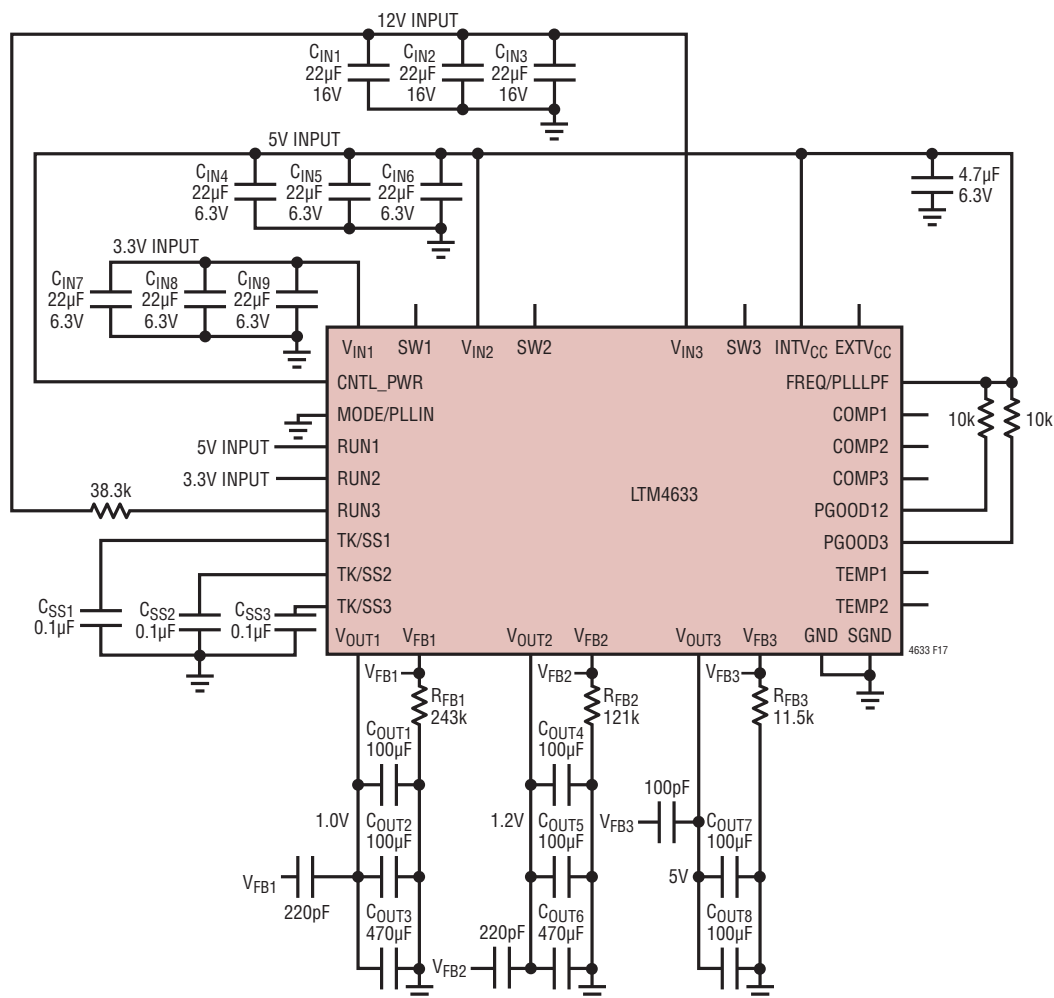 12V INPUT
CIN1
22µF
16V
CIN2
22µF
16V
CIN3
22µF
16V
5V INPUT
CIN4
22µF
6.3V
CIN5
22µF
6.3V
CIN6
22µF
6.3V
4.7µF
6.3V
3.3V INPUT
CIN7
22µF
6.3V
CIN8
22µF
6.3V
CIN9
22µF
6.3V
VIN1 SW1 VIN2 SW2 VIN3 SW3 INTVCC EXTVCC
CNTL_PWR
MODE/PLLIN
5V INPUT RUN1
3.3V INPUT RUN2
38.3k RUN3
TK/SS1
TK/SS2
TK/SS3
LTM4633
FREQ/PLLLPF
COMP1
COMP2
COMP3
PGOOD12
PGOOD3
TEMP1
TEMP2
10k
10k
CSS1
0.1µF
CSS2
0.1µF
CSS3
0.1µF
VOUT1 VFB1 VOUT2 VFB2 VOUT3 VFB3 GND SGND
4633 F17
VFB1
RFB1
243k
VFB2
RFB2
121k
VFB3
RFB3
11.5k
COUT1
100µF
1.0V
COUT2
100µF
VFB1
220pF
COUT3
470µF
COUT4
100µF
1.2V
COUT5
100µF
220pF
VFB2
COUT6
470µF
100pF
VFB3
COUT7
100µF
5V
COUT8
100µF